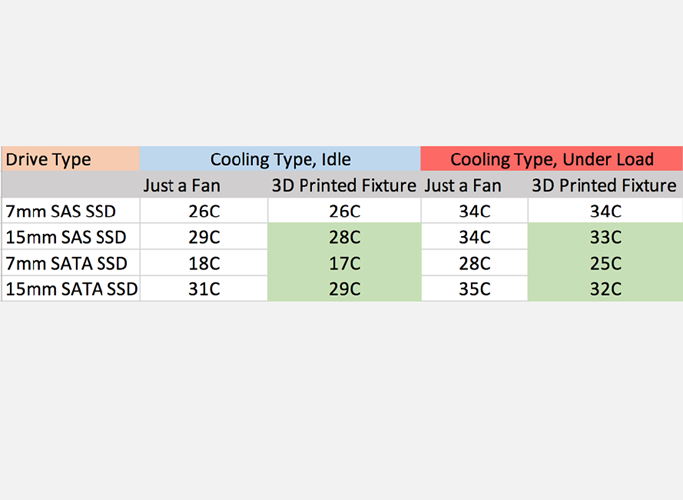 Drive Type Cooling Type, Idle Cooling Type, Under Load
Just a Fan 3D Printed Fixture Just a Fan 3D Printed Fixture
7mm SAS SSD 26C 26C 34C 34C
15mm SAS SSD 29C 28C 34C 33C
7mm SATA SSD 18C 17C 28C 25C
15mm SATA SSD 31C 29C 35C 32C